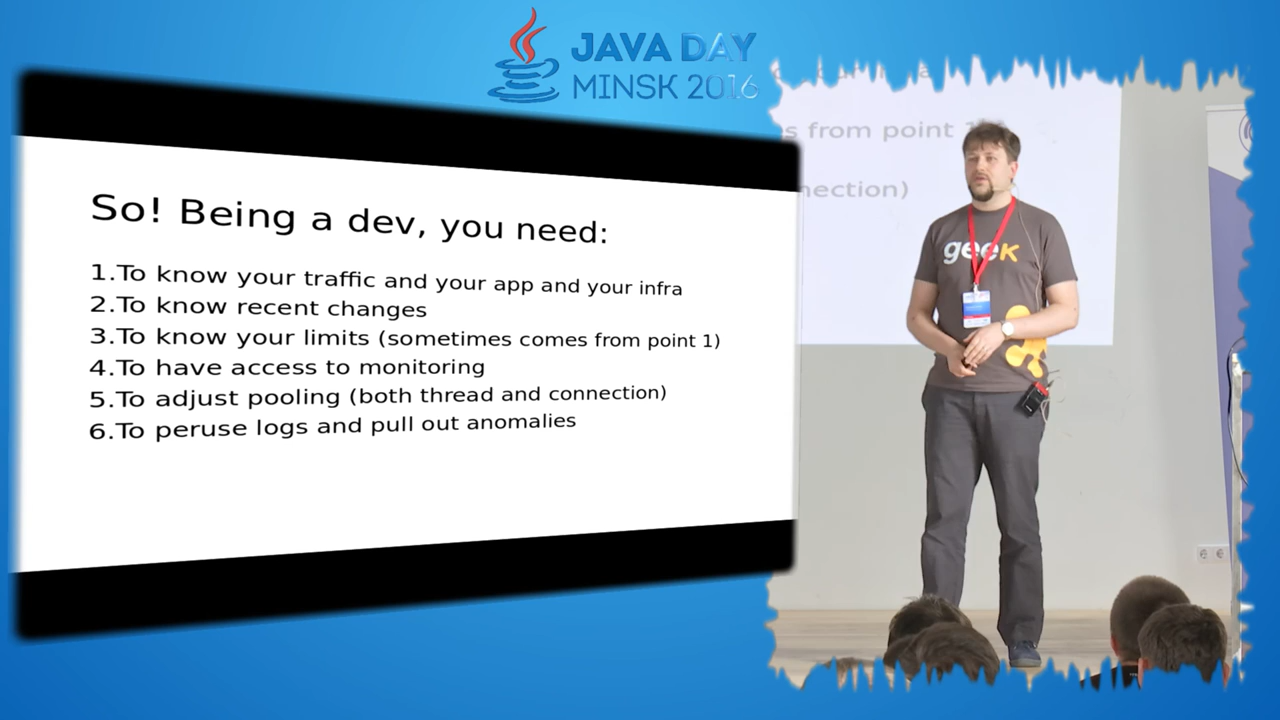 JAVA DAY
MINSK 2016
So! Being a dev, you need:
1.To know your traffic and your app and your infra
2.To know recent changes
3.To know your limits (sometimes comes from point 1)
4.To have access to monitoring
5.To adjust pooling (both thread and connection)
6.To peruse logs and pull out anomalies
from point
geek